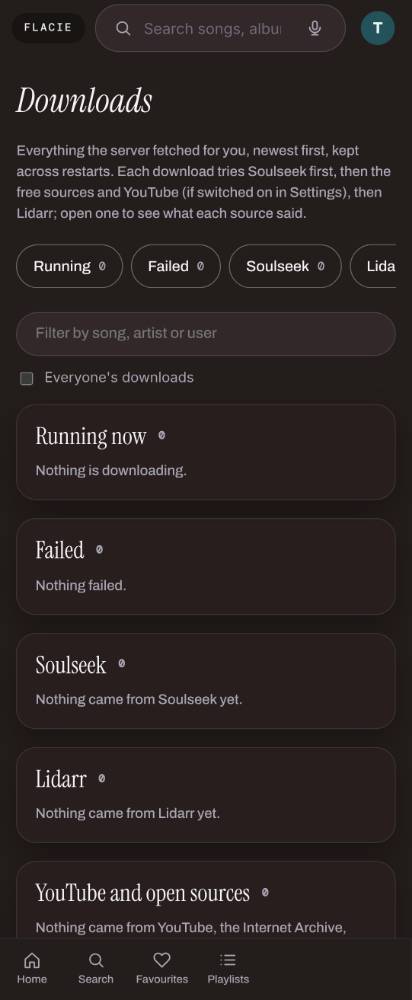 FLACIE
Search songs, albu
T
Downloads
Everything the server fetched for you, newest first, kept
across restarts. Each download tries Soulseek first, then the
free sources and YouTube (if switched on in Settings), then
Lidarr; open one to see what each source said.
Running 0 Failed 0 Soulseek 0 Lida
Filter by song, artist or user
Everyone's downloads
Running now 0
Nothing is downloading.
Failed 0
Nothing failed.
Soulseek 0
Nothing came from Soulseek yet.
Lidarr 0
Nothing came from Lidarr yet.
YouTube and open sources 0
Nothing came from YouTube, the Internet Archive,
Home Search Favourites Playlists